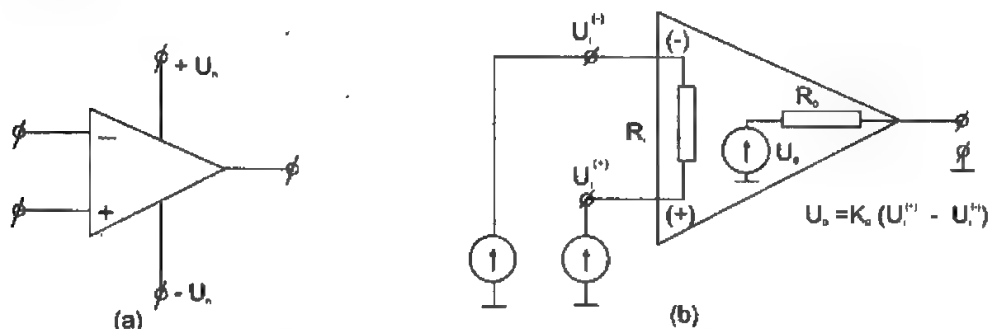 + Uₙ
−
+
- Uₙ
(a)
Uᵢ⁽⁻⁾
(-)
Rᵢ
R₀
U₀
Uᵢ⁽⁺⁾
(+)
U₀ =K₀ (Uᵢ⁽⁺⁾ - Uᵢ⁽⁻⁾)
(b)